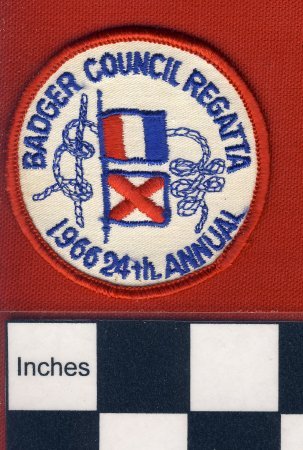 BADGER COUNCIL REGATTA
1966 24th. ANNUAL
Inches